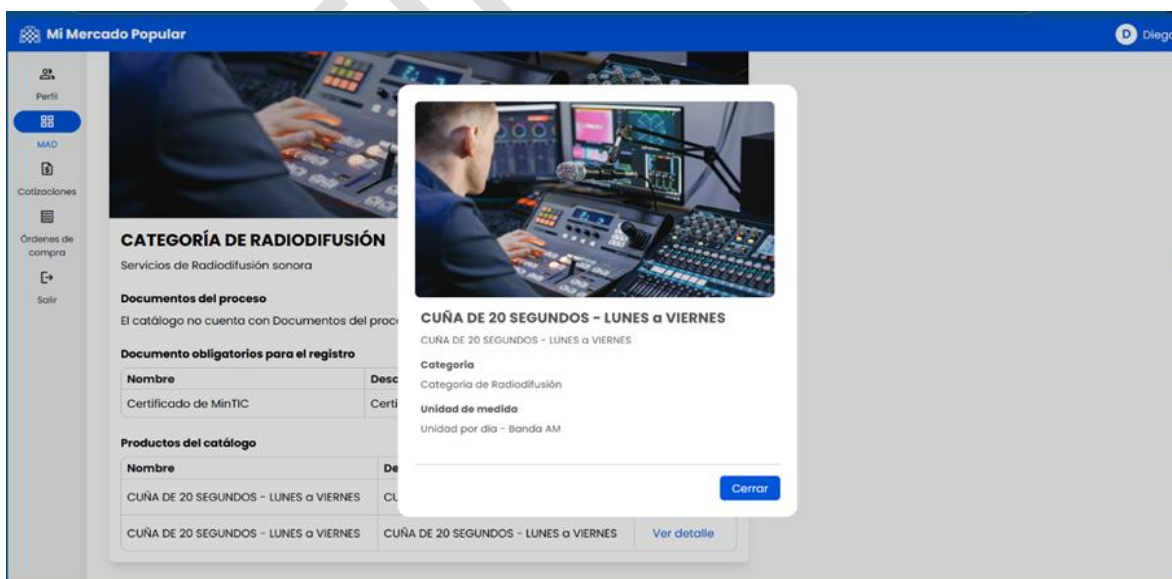 Mi Mercado Popular
D Diego
Perfil
MAD
Cotizaciones
Órdenes de
compra
Salir
CATEGORÍA DE RADIODIFUSIÓN
Servicios de Radiodifusión sonora
Documentos del proceso
El catálogo no cuenta con Documentos del proc
Documento obligatorios para el registro
Nombre Desc
Certificado de MinTIC Certi
Productos del catálogo
Nombre De
CUÑA DE 20 SEGUNDOS - LUNES a VIERNES CU
CUÑA DE 20 SEGUNDOS - LUNES a VIERNES CUÑA DE 20 SEGUNDOS - LUNES a VIERNES Ver detalle
CUÑA DE 20 SEGUNDOS - LUNES a VIERNES
CUÑA DE 20 SEGUNDOS - LUNES a VIERNES
Categoría
Categoria de Radiodifusión
Unidad de medida
Unidad por día - Banda AM
Cerrar